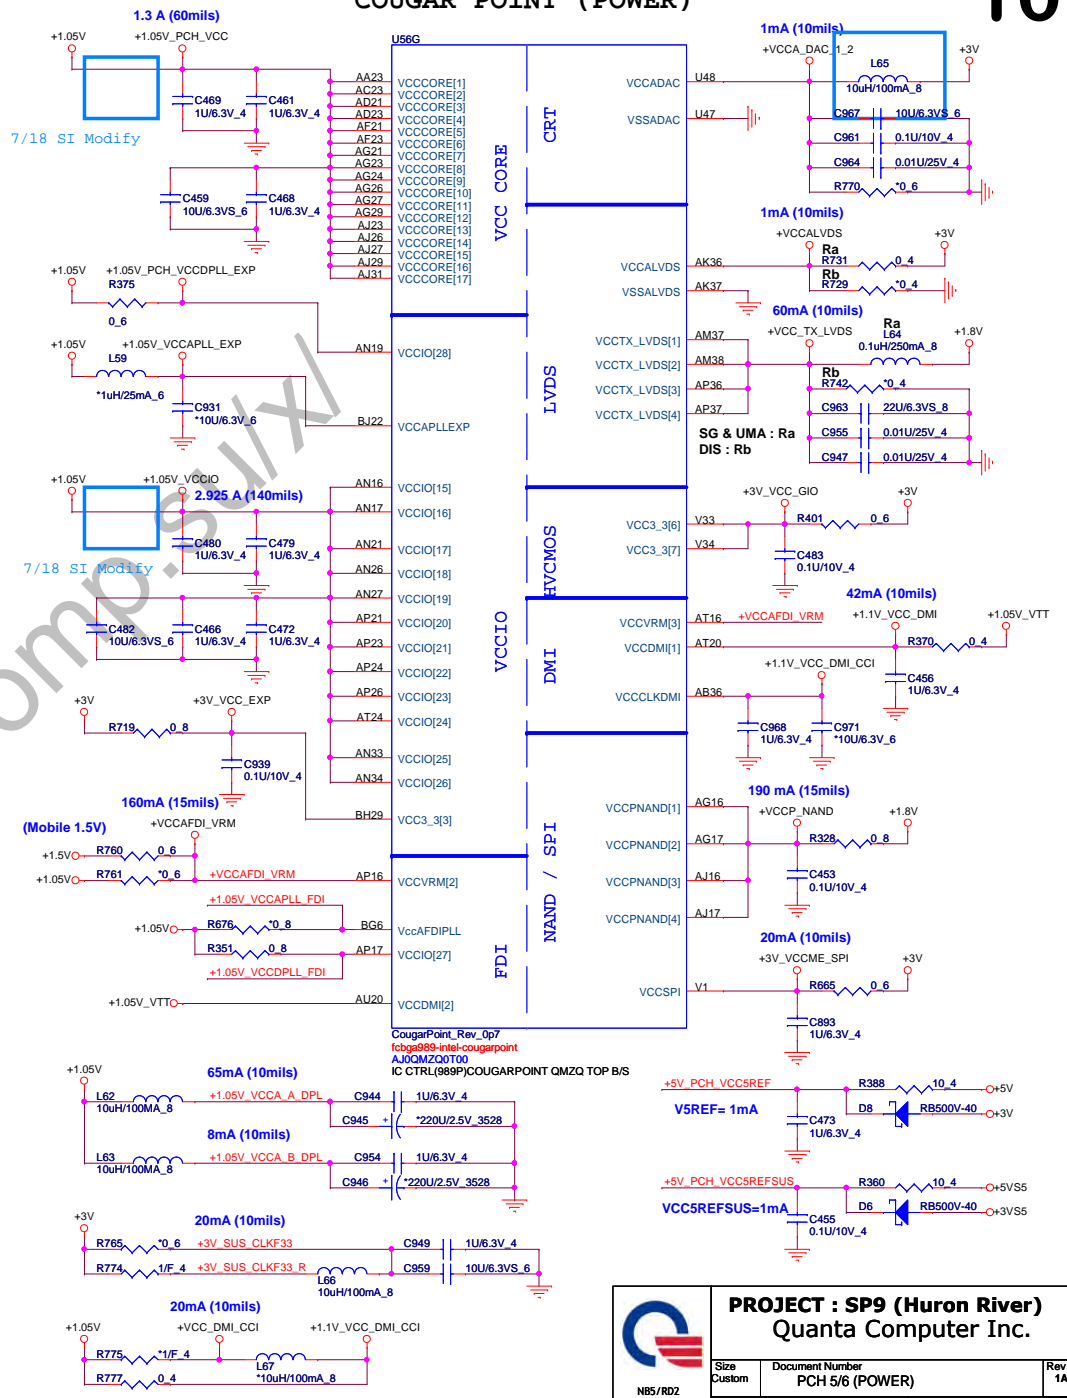 COUGAR POINT (POWER)
10
1.3 A (60mils)
+1.05V
+1.05V_PCH_VCC
C469
1U/6.3V_4
C461
1U/6.3V_4
7/18 SI Modify
C459
10U/6.3VS_6
C468
1U/6.3V_4
+1.05V
+1.05V_PCH_VCCDPLL_EXP
R375
0_6
+1.05V
+1.05V_VCCAPLL_EXP
L59
*1uH/25mA_6
C931
*10U/6.3V_6
+1.05V
+1.05V_VCCIO
2.925 A (140mils)
C480
1U/6.3V_4
C479
1U/6.3V_4
7/18 SI Modify
C482
10U/6.3VS_6
C466
1U/6.3V_4
C472
1U/6.3V_4
+3V
+3V_VCC_EXP
R719
0_8
C939
0.1U/10V_4
160mA (15mils)
(Mobile 1.5V)
+VCCAFDI_VRM
+1.5V
R760
0_6
+1.05V
R761
*0_6
+VCCAFDI_VRM
+1.05V_VCCAPLL_FDI
+1.05V
R676
*0_8
R351
0_8
+1.05V_VCCDPLL_FDI
+1.05V_VTT
U56G
AA23
VCCCORE[1]
AC23
VCCCORE[2]
AD21
VCCCORE[3]
AD23
VCCCORE[4]
AF21
VCCCORE[5]
AF23
VCCCORE[6]
AG21
VCCCORE[7]
AG23
VCCCORE[8]
AG24
VCCCORE[9]
AG26
VCCCORE[10]
AG27
VCCCORE[11]
AG29
VCCCORE[12]
AJ23
VCCCORE[13]
AJ26
VCCCORE[14]
AJ27
VCCCORE[15]
AJ29
VCCCORE[16]
AJ31
VCCCORE[17]
AN19
VCCIO[28]
BJ22
VCCAPLLEXP
AN16
VCCIO[15]
AN17
VCCIO[16]
AN21
VCCIO[17]
AN26
VCCIO[18]
AN27
VCCIO[19]
AP21
VCCIO[20]
AP23
VCCIO[21]
AP24
VCCIO[22]
AP26
VCCIO[23]
AT24
VCCIO[24]
AN33
VCCIO[25]
AN34
VCCIO[26]
BH29
VCC3_3[3]
AP16
VCCVRM[2]
BG6
VccAFDIPLL
AP17
VCCIO[27]
AU20
VCCDMI[2]
VCC CORE
CRT
LVDS
HVCMOS
VCCIO
DMI
NAND / SPI
FDI
VCCADAC
U48
VSSADAC
U47
VCCALVDS
AK36
VSSALVDS
AK37
VCCTX_LVDS[1]
AM37
VCCTX_LVDS[2]
AM38
VCCTX_LVDS[3]
AP36
VCCTX_LVDS[4]
AP37
VCC3_3[6]
V33
VCC3_3[7]
V34
VCCVRM[3]
AT16
VCCDMI[1]
AT20
VCCCLKDMI
AB36
VCCPNAND[1]
AG16
VCCPNAND[2]
AG17
VCCPNAND[3]
AJ16
VCCPNAND[4]
AJ17
VCCSPI
V1
CougarPoint_Rev_0p7
fcbga989-intel-cougarpoint
AJ0QMZQ0T00
IC CTRL(989P)COUGARPOINT QMZQ TOP B/S
1mA (10mils)
+VCCA_DAC_1_2
+3V
L65
10uH/100mA_8
C967
10U/6.3VS_6
C961
0.1U/10V_4
C964
0.01U/25V_4
R770
*0_6
1mA (10mils)
+VCCALVDS
+3V
Ra
R731
0_4
Rb
R729
*0_4
60mA (10mils)
+VCC_TX_LVDS
Ra
L64
+1.8V
0.1uH/250mA_8
Rb
R742
*0_4
C963
22U/6.3VS_8
C955
0.01U/25V_4
C947
0.01U/25V_4
SG & UMA : Ra
DIS : Rb
+3V_VCC_GIO
+3V
R401
0_6
C483
0.1U/10V_4
42mA (10mils)
+1.1V_VCC_DMI
+1.05V_VTT
+VCCAFDI_VRM
R370
0_4
C456
1U/6.3V_4
+1.1V_VCC_DMI_CCI
C968
1U/6.3V_4
C971
*10U/6.3V_6
190 mA (15mils)
+VCCP_NAND
+1.8V
R328
0_8
C453
0.1U/10V_4
20mA (10mils)
+3V_VCCME_SPI
+3V
R665
0_6
C893
1U/6.3V_4
+5V_PCH_VCC5REF
R388
10_4
+5V
V5REF= 1mA
D8
RB500V-40
+3V
C473
1U/6.3V_4
+5V_PCH_VCC5REFSUS
R360
10_4
+5VS5
VCC5REFSUS=1mA
D6
RB500V-40
+3VS5
C455
0.1U/10V_4
+1.05V
65mA (10mils)
L62
10uH/100MA_8
+1.05V_VCCA_A_DPL
C944
1U/6.3V_4
C945
+
*220U/2.5V_3528
8mA (10mils)
L63
10uH/100MA_8
+1.05V_VCCA_B_DPL
C954
1U/6.3V_4
C946
+
*220U/2.5V_3528
+3V
20mA (10mils)
R765
*0_6
+3V_SUS_CLKF33
C949
1U/6.3V_4
R774
1/F_4
+3V_SUS_CLKF33_R
L66
10uH/100mA_8
C959
10U/6.3VS_6
20mA (10mils)
+1.05V
+VCC_DMI_CCI
+1.1V_VCC_DMI_CCI
R775
*1/F_4
L67
*10uH/100mA_8
R777
0_4
NB5/RD2
PROJECT : SP9 (Huron River)
Quanta Computer Inc.
Size
Custom
Document Number
PCH 5/6 (POWER)
Rev
1A
omp.su/x/